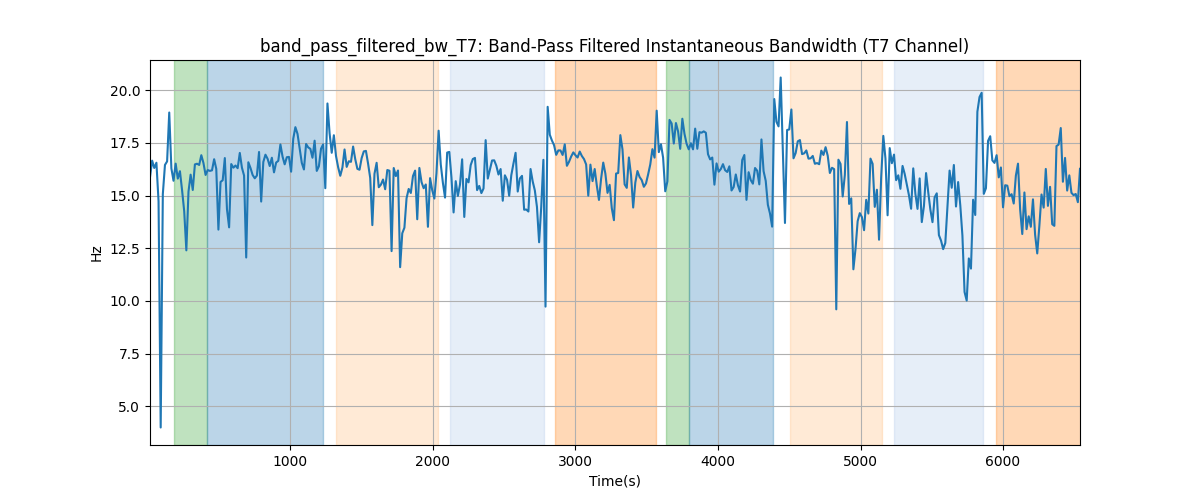 band_pass_filtered_bw_T7: Band-Pass Filtered Instantaneous Bandwidth (T7 Channel)
20.0
17.5
15.0
12.5
10.0
7.5
5.0
Hz
1000 2000 3000 4000 5000 6000
Time(s)